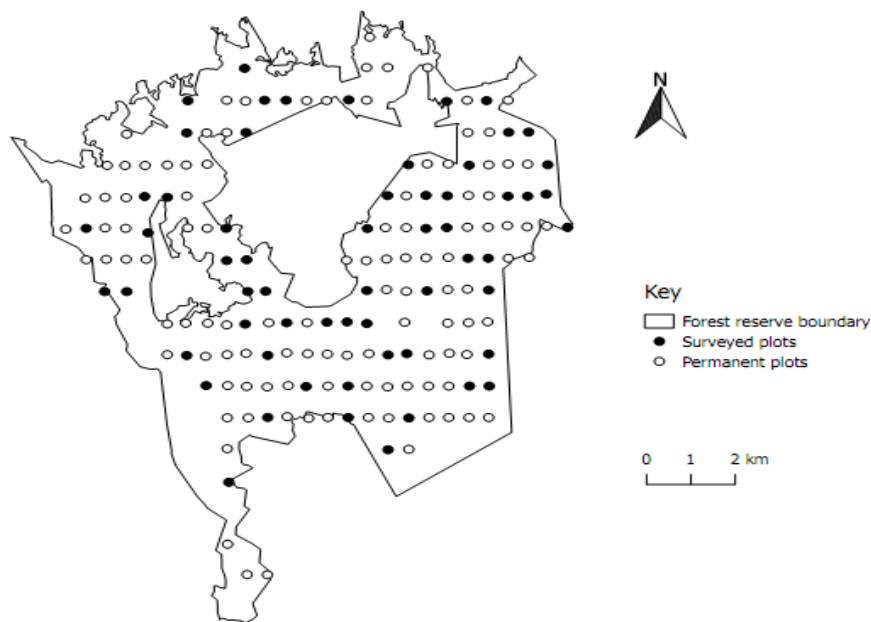 N
Key
Forest reserve boundary
Surveyed plots
Permanent plots
0 1 2 km